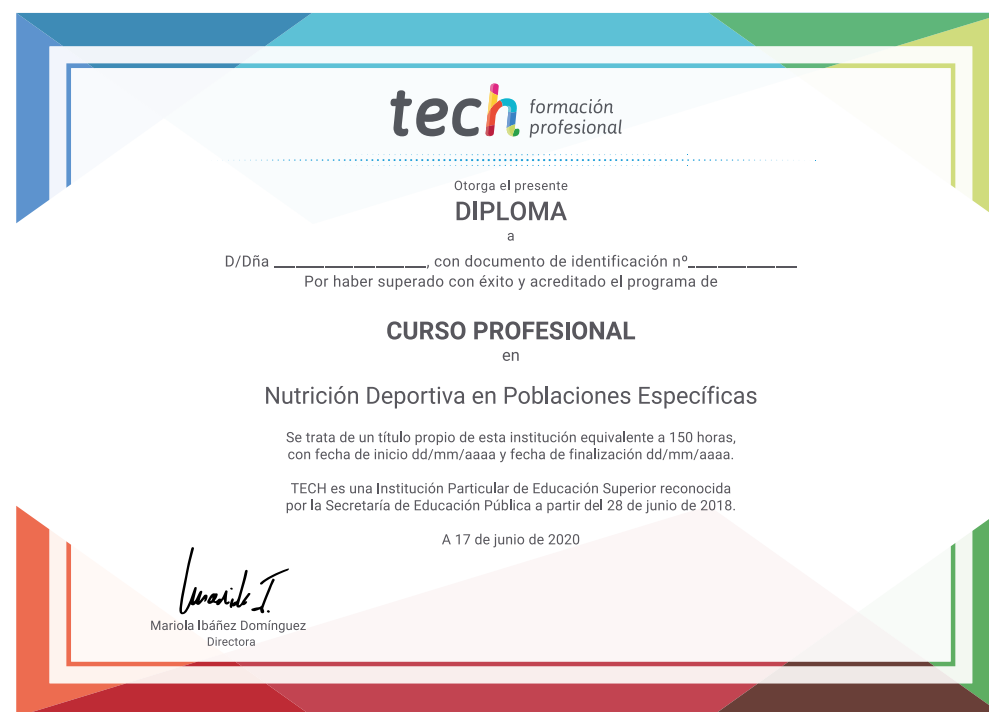 tech formación
profesional
Otorga el presente
DIPLOMA
a
D/Dña ______________, con documento de identificación nº__________
Por haber superado con éxito y acreditado el programa de
CURSO PROFESIONAL
en
Nutrición Deportiva en Poblaciones Específicas
Se trata de un título propio de esta institución equivalente a 150 horas,
con fecha de inicio dd/mm/aaaa y fecha de finalización dd/mm/aaaa.
TECH es una Institución Particular de Educación Superior reconocida
por la Secretaría de Educación Pública a partir del 28 de junio de 2018.
A 17 de junio de 2020
Mariola Ibáñez Domínguez
Directora